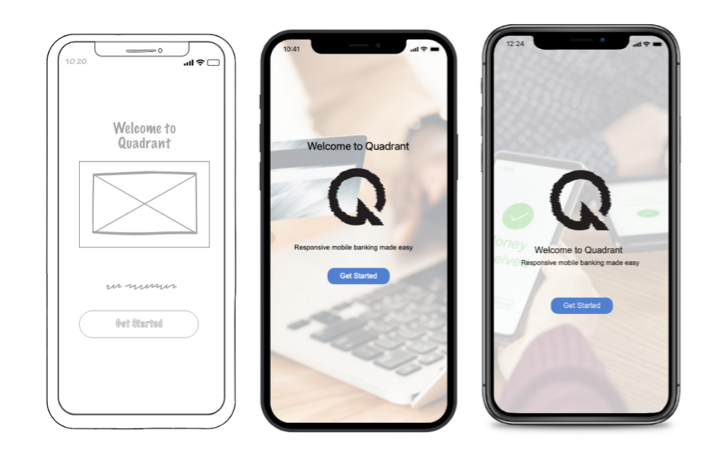 10:20
Welcome to
Quadrant
Get Started
10:41
Welcome to Quadrant
Q
Responsive mobile banking made easy
Get Started
12:24
Q
Welcome to Quadrant
Responsive mobile banking made easy
Get Started